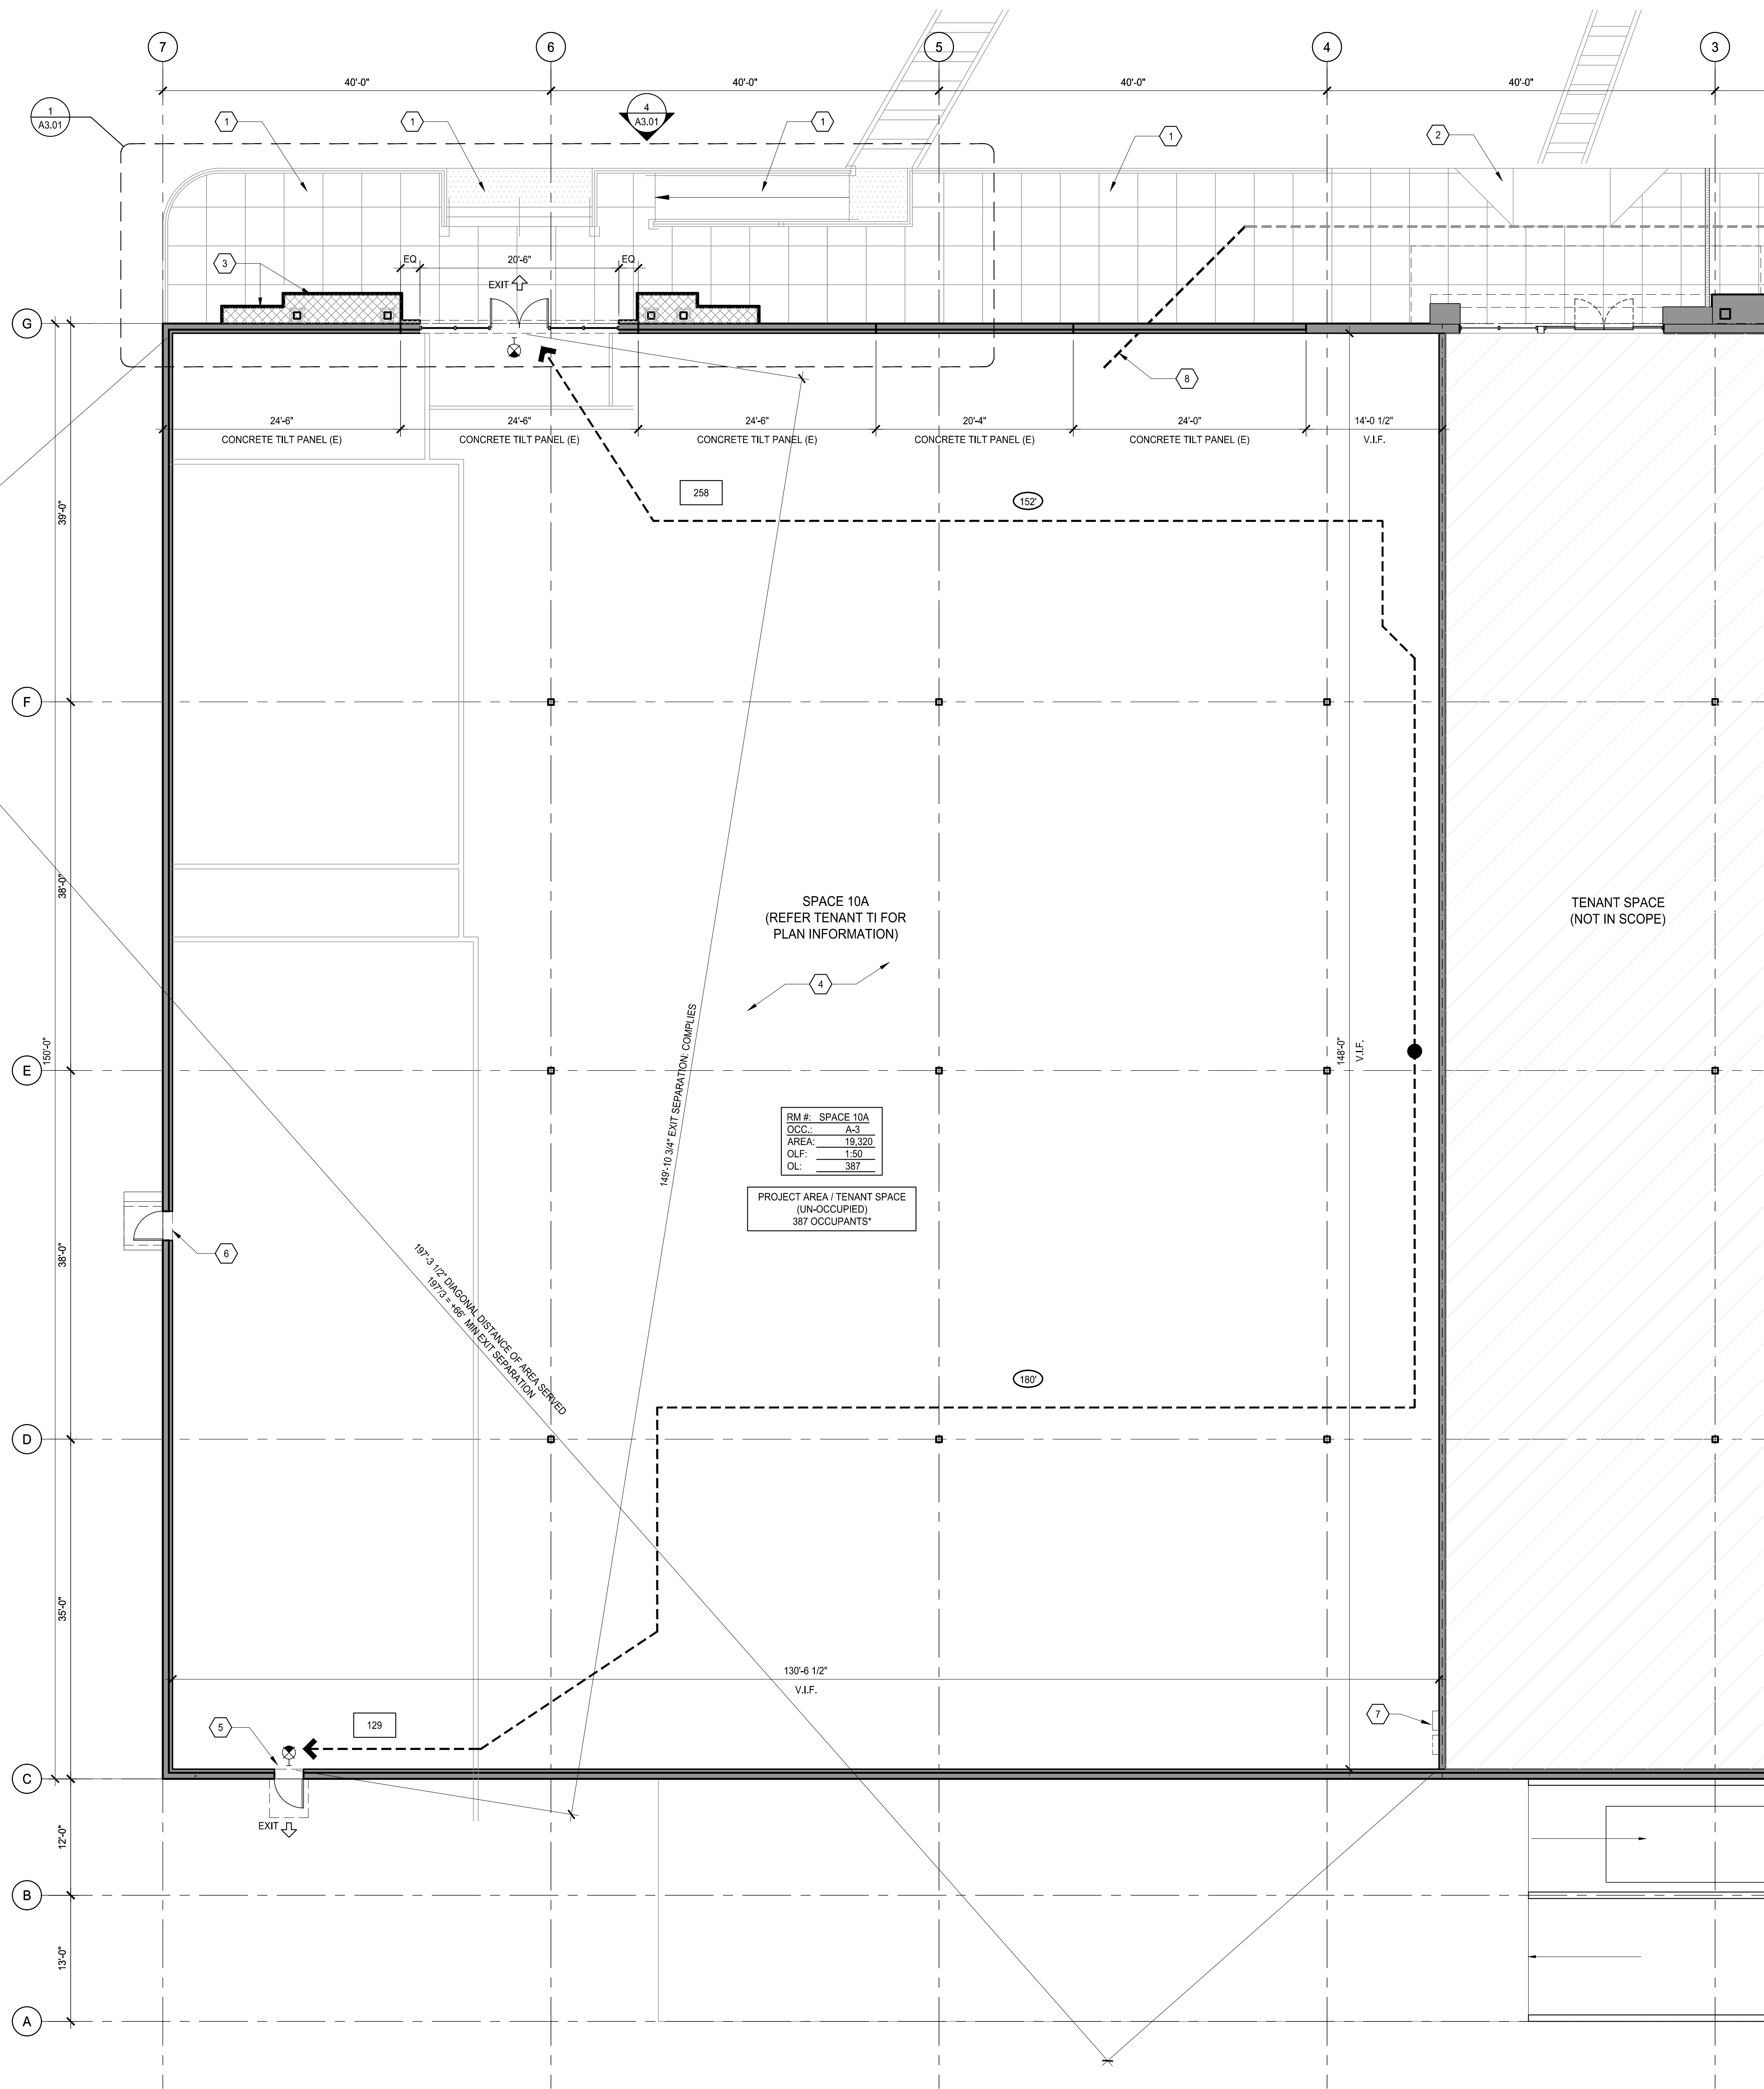 7
6
5
4
3
40'-0"
40'-0"
40'-0"
40'-0"
1
A3.01
1
1
4
A3.01
1
1
2
3
EQ
20'-6"
EQ
EXIT
G
8
24'-6"
24'-6"
24'-6"
20'-4"
24'-0"
14'-0 1/2"
CONCRETE TILT PANEL (E)
CONCRETE TILT PANEL (E)
CONCRETE TILT PANEL (E)
CONCRETE TILT PANEL (E)
CONCRETE TILT PANEL (E)
V.I.F.
39'-0"
258
152'
F
38'-0"
SPACE 10A
(REFER TENANT TI FOR
PLAN INFORMATION)
TENANT SPACE
(NOT IN SCOPE)
4
150'-0"
E
149'-10 3/4" EXIT SEPARATION: COMPLIES
148'-0"
V.I.F.
RM #: SPACE 10A
OCC.: A-3
AREA: 19,320
OLF: 1:50
OL: 387
PROJECT AREA / TENANT SPACE
(UN-OCCUPIED)
387 OCCUPANTS*
38'-0"
6
197'-3 1/2" DIAGONAL DISTANCE OF AREA SERVED
197'/3 = +66' MIN EXIT SEPARATION
180'
D
35'-0"
130'-6 1/2"
V.I.F.
5
129
7
C
EXIT
12'-0"
B
13'-0"
A